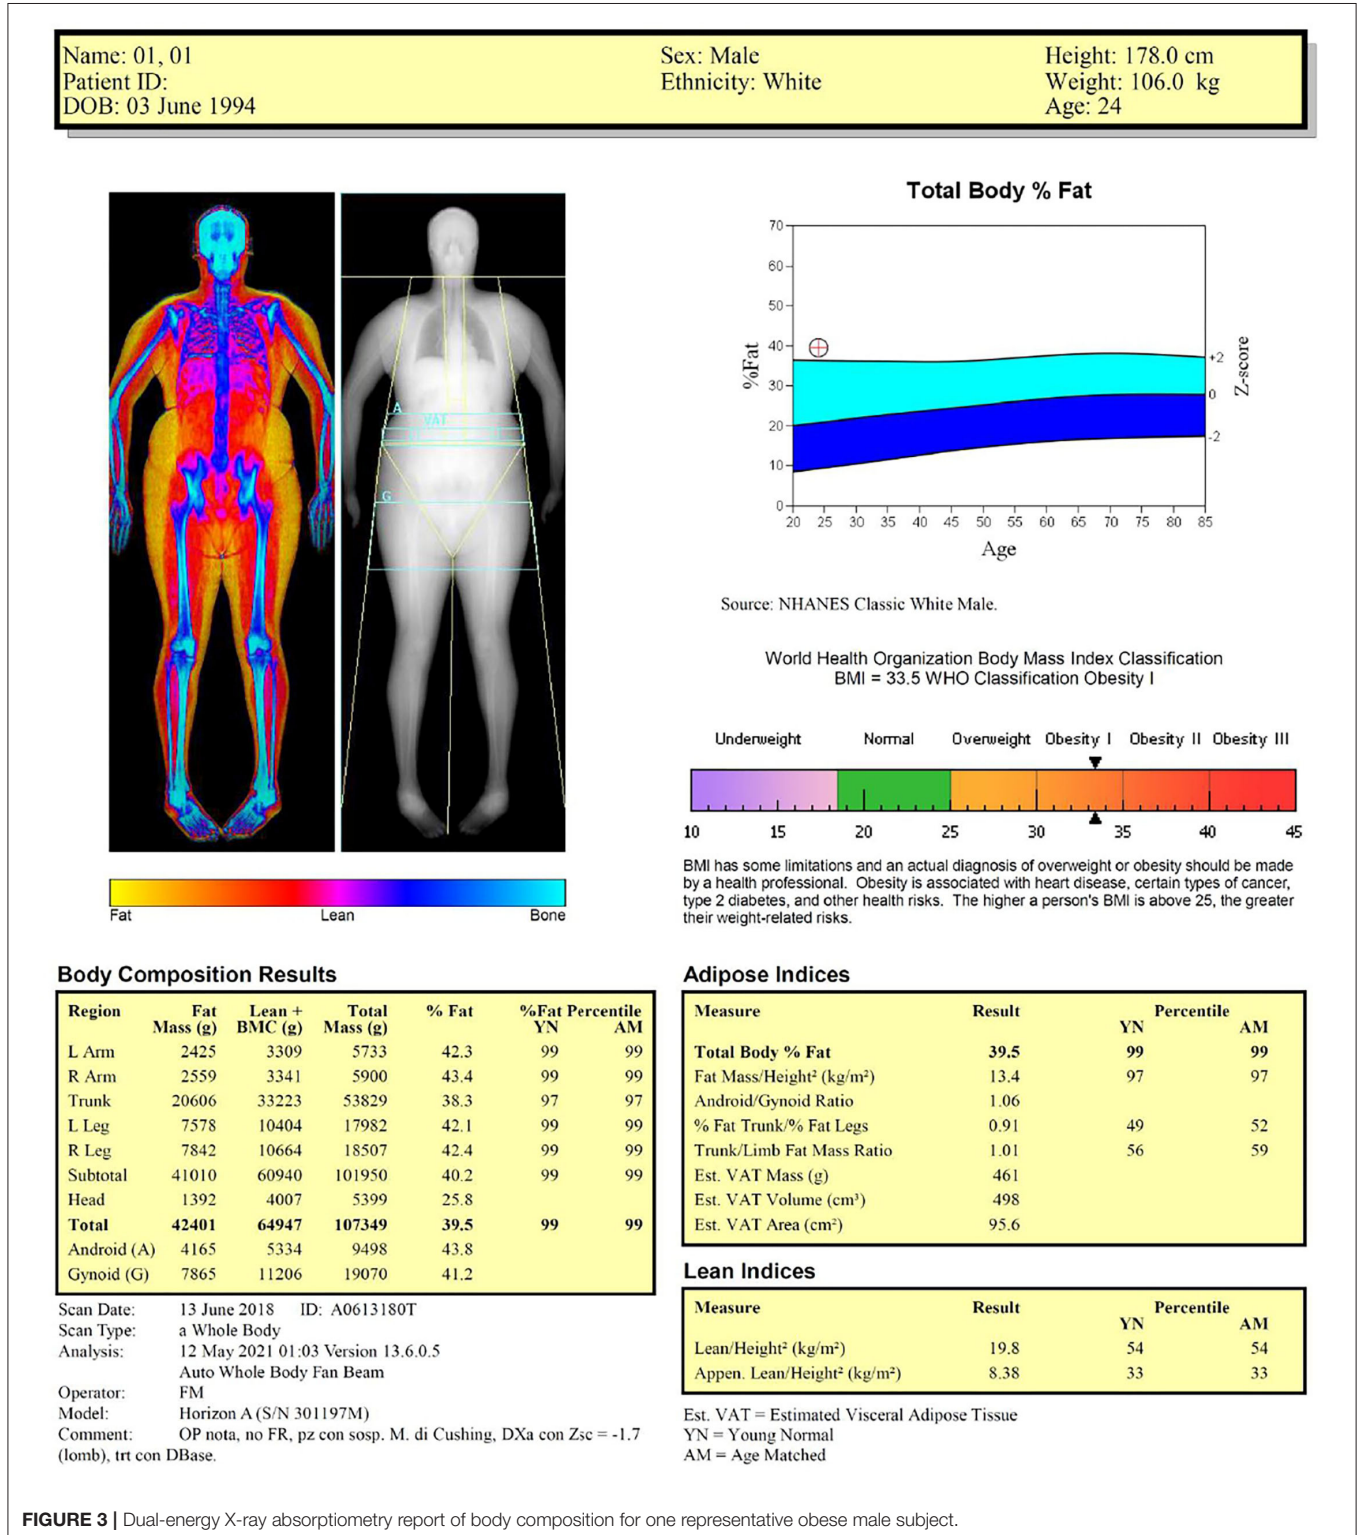 Name: 01, 01 Sex: Male Height: 178.0 cm
Patient ID: Ethnicity: White Weight: 106.0 kg
DOB: 03 June 1994 Age: 24
A
VAT
G
Fat Lean Bone
Total Body % Fat
70
60
50
40
30
20
10
0
%Fat
+2
0
-2
Z-score
20 25 30 35 40 45 50 55 60 65 70 75 80 85
Age
Source: NHANES Classic White Male.
World Health Organization Body Mass Index Classification
BMI = 33.5 WHO Classification Obesity I
Underweight Normal Overweight Obesity I Obesity II Obesity III
10 15 20 25 30 35 40 45
BMI has some limitations and an actual diagnosis of overweight or obesity should be made
by a health professional. Obesity is associated with heart disease, certain types of cancer,
type 2 diabetes, and other health risks. The higher a person's BMI is above 25, the greater
their weight-related risks.
Body Composition Results
Region Fat Lean + Total % Fat %Fat Percentile
Mass (g) BMC (g) Mass (g) YN AM
L Arm 2425 3309 5733 42.3 99 99
R Arm 2559 3341 5900 43.4 99 99
Trunk 20606 33223 53829 38.3 97 97
L Leg 7578 10404 17982 42.1 99 99
R Leg 7842 10664 18507 42.4 99 99
Subtotal 41010 60940 101950 40.2 99 99
Head 1392 4007 5399 25.8
Total 42401 64947 107349 39.5 99 99
Android (A) 4165 5334 9498 43.8
Gynoid (G) 7865 11206 19070 41.2
Scan Date: 13 June 2018 ID: A0613180T
Scan Type: a Whole Body
Analysis: 12 May 2021 01:03 Version 13.6.0.5
Auto Whole Body Fan Beam
Operator: FM
Model: Horizon A (S/N 301197M)
Comment: OP nota, no FR, pz con sosp. M. di Cushing, DXa con Zsc = -1.7
(lomb), trt con DBase.
Adipose Indices
Measure Result Percentile
YN AM
Total Body % Fat 39.5 99 99
Fat Mass/Height² (kg/m²) 13.4 97 97
Android/Gynoid Ratio 1.06
% Fat Trunk/% Fat Legs 0.91 49 52
Trunk/Limb Fat Mass Ratio 1.01 56 59
Est. VAT Mass (g) 461
Est. VAT Volume (cm³) 498
Est. VAT Area (cm²) 95.6
Lean Indices
Measure Result Percentile
YN AM
Lean/Height² (kg/m²) 19.8 54 54
Appen. Lean/Height² (kg/m²) 8.38 33 33
Est. VAT = Estimated Visceral Adipose Tissue
YN = Young Normal
AM = Age Matched
FIGURE 3 | Dual-energy X-ray absorptiometry report of body composition for one representative obese male subject.